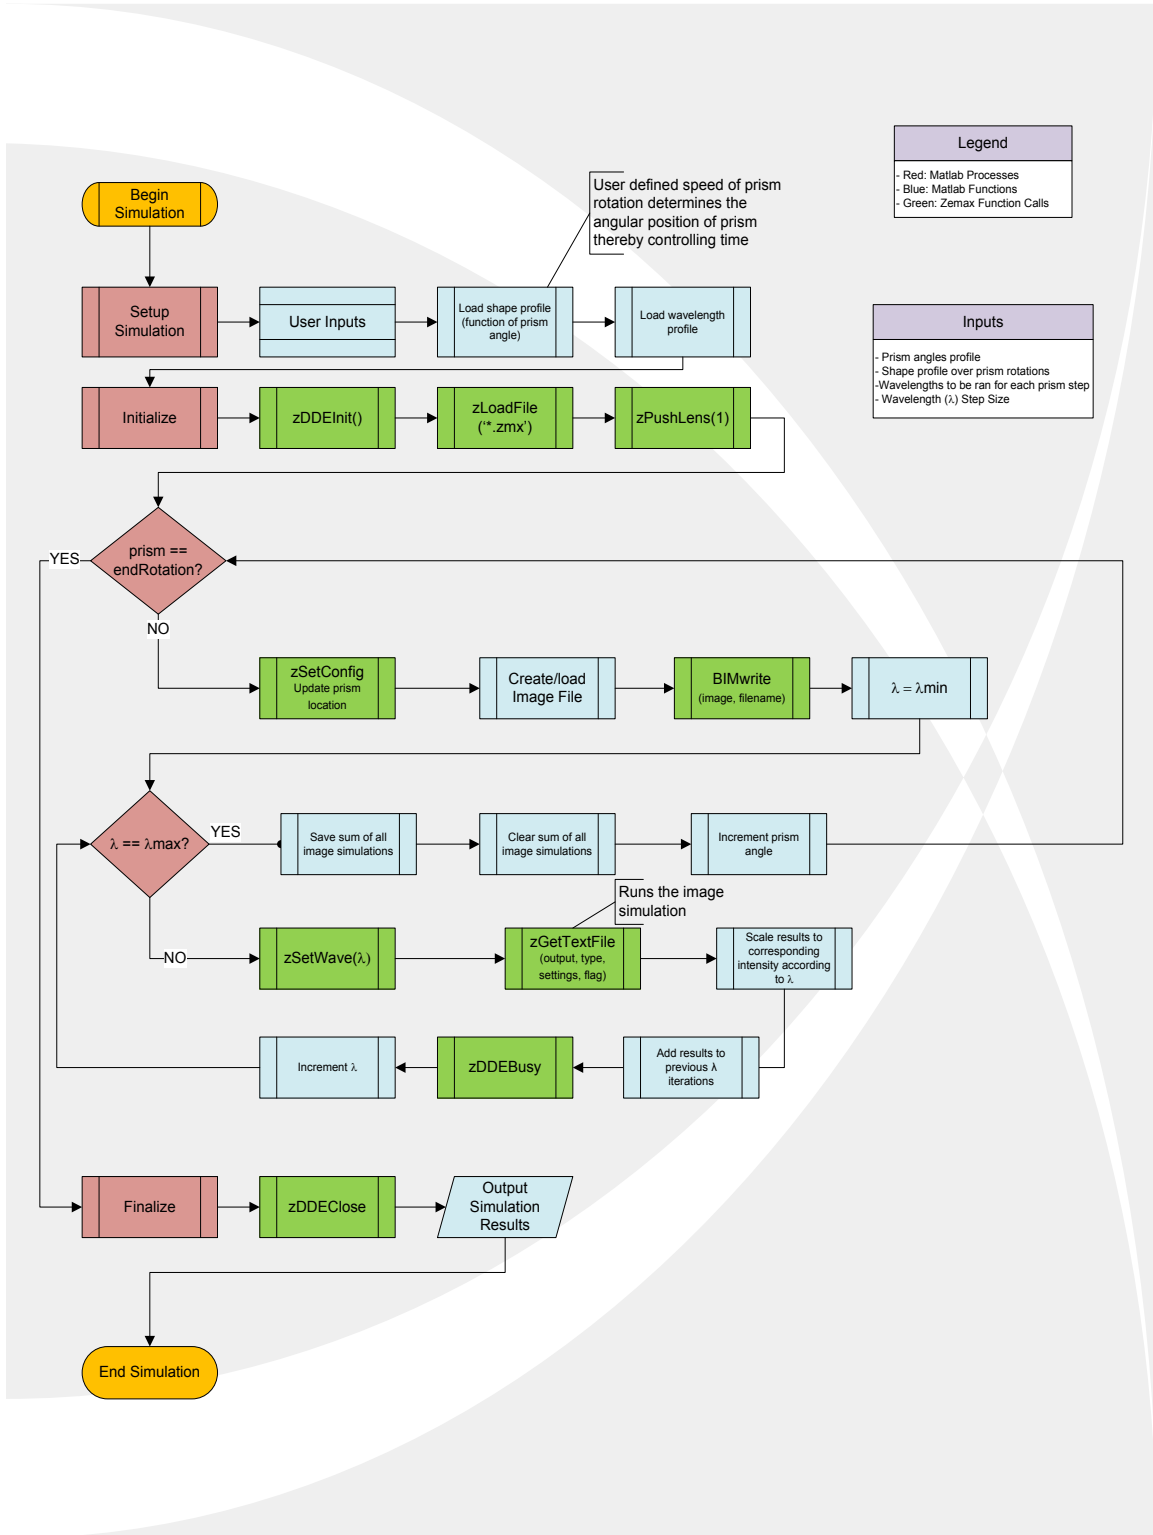 Legend
- Red: Matlab Processes
- Blue: Matlab Functions
- Green: Zemax Function Calls
Begin
Simulation
User defined speed of prism
rotation determines the
angular position of prism
thereby controlling time
Setup
Simulation
User Inputs
Load shape profile
(function of prism
angle)
Load wavelength
profile
Inputs
- Prism angles profile
- Shape profile over prism rotations
-Wavelengths to be ran for each prism step
- Wavelength (λ) Step Size
Initialize
zDDEInit()
zLoadFile
('*.zmx')
zPushLens(1)
prism ==
endRotation?
YES
NO
zSetConfig
Update prism
location
Create/load
Image File
BIMwrite
(image, filename)
λ = λmin
λ == λmax?
YES
Save sum of all
image simulations
Clear sum of all
image simulations
Increment prism
angle
Runs the image
simulation
NO
zSetWave(λ)
zGetTextFile
(output, type,
settings, flag)
Scale results to
corresponding
intensity according
to λ
Increment λ
zDDEBusy
Add results to
previous λ
iterations
Finalize
zDDEClose
Output
Simulation
Results
End Simulation